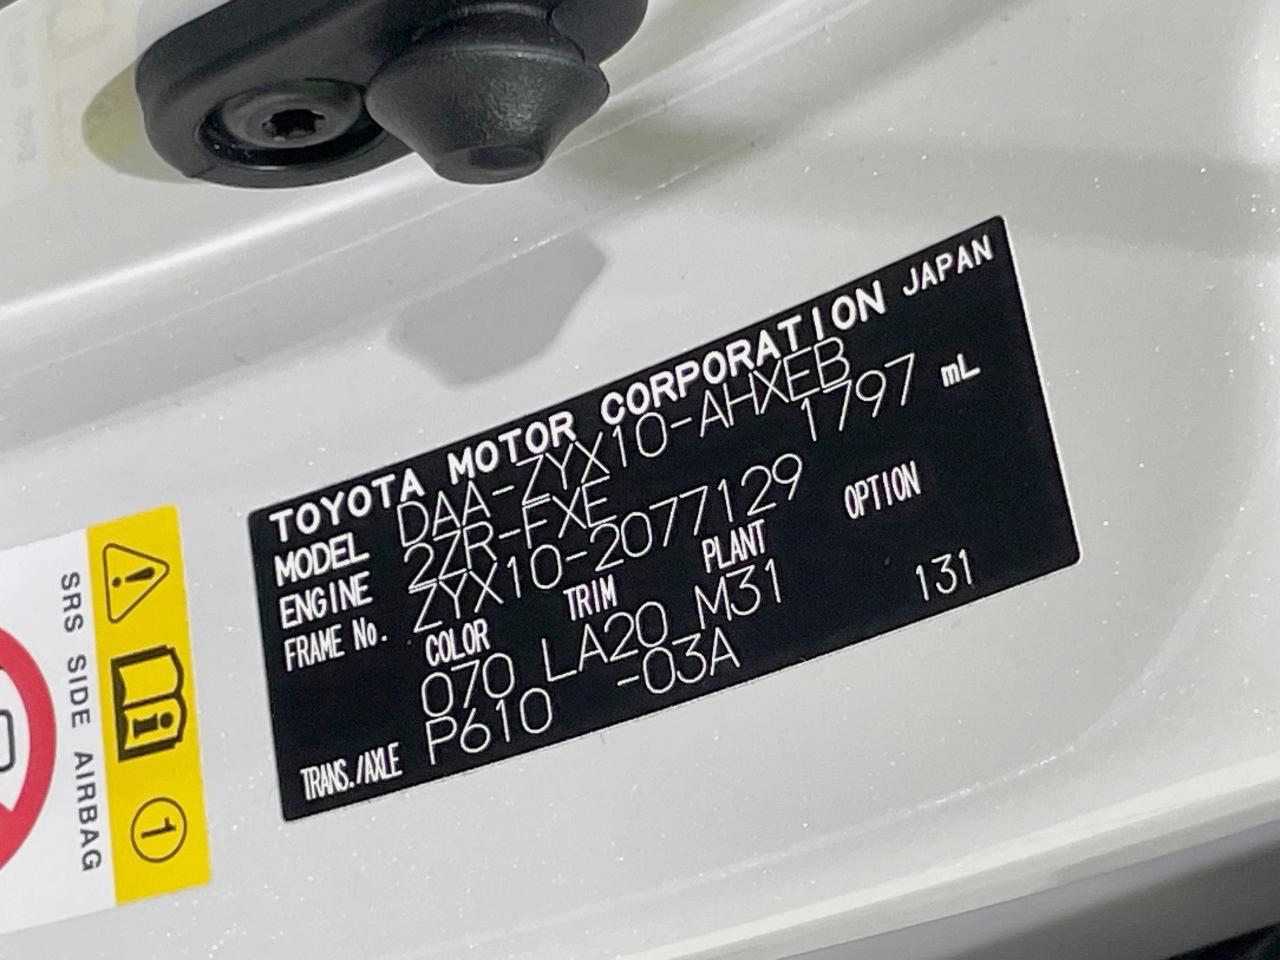 TOYOTA MOTOR CORPORATION JAPAN
MODEL DAA-ZYX10-AHXEB
ENGINE 2ZR-FXE 1797 mL
FRAME No. ZYX10-2077129
COLOR TRIM PLANT OPTION
070 LA20 M31 131
TRANS./AXLE P610 -03A
SRS SIDE AIRBAG
1